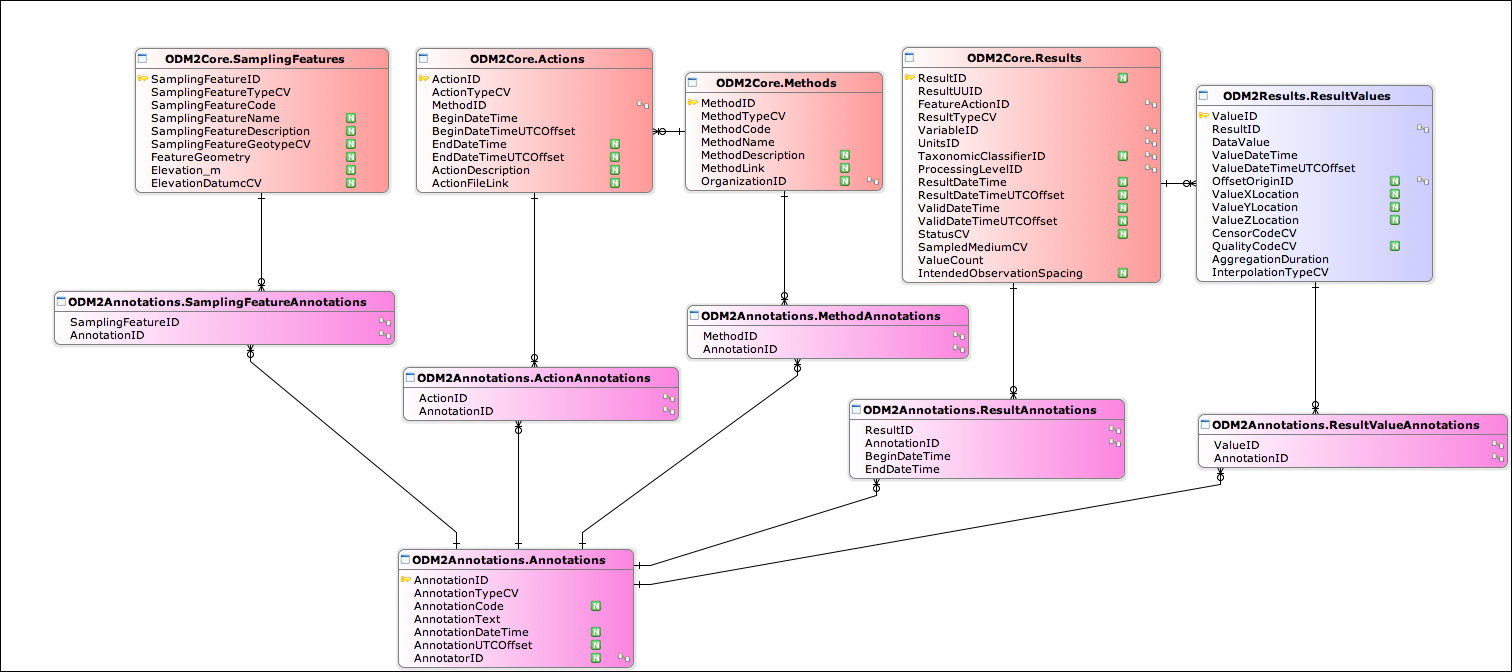 ODM2Core.SamplingFeatures
SamplingFeatureID
SamplingFeatureTypeCV
SamplingFeatureCode
SamplingFeatureName N
SamplingFeatureDescription N
SamplingFeatureGeotypeCV N
FeatureGeometry N
Elevation_m N
ElevationDatumcCV N
ODM2Core.Actions
ActionID
ActionTypeCV
MethodID
BeginDateTime
BeginDateTimeUTCOffset
EndDateTime N
EndDateTimeUTCOffset N
ActionDescription N
ActionFileLink N
ODM2Core.Methods
MethodID
MethodTypeCV
MethodCode
MethodName
MethodDescription N
MethodLink N
OrganizationID N
ODM2Core.Results
ResultID N
ResultUUID
FeatureActionID
ResultTypeCV
VariableID
UnitsID
TaxonomicClassifierID N
ProcessingLevelID
ResultDateTime N
ResultDateTimeUTCOffset N
ValidDateTime N
ValidDateTimeUTCOffset N
StatusCV N
SampledMediumCV
ValueCount
IntendedObservationSpacing N
ODM2Results.ResultValues
ValueID
ResultID
DataValue
ValueDateTime
ValueDateTimeUTCOffset
OffsetOriginID N
ValueXLocation N
ValueYLocation N
ValueZLocation N
CensorCodeCV
QualityCodeCV N
AggregationDuration
InterpolationTypeCV
ODM2Annotations.SamplingFeatureAnnotations
SamplingFeatureID
AnnotationID
ODM2Annotations.ActionAnnotations
ActionID
AnnotationID
ODM2Annotations.MethodAnnotations
MethodID
AnnotationID
ODM2Annotations.ResultAnnotations
ResultID
AnnotationID
BeginDateTime
EndDateTime
ODM2Annotations.ResultValueAnnotations
ValueID
AnnotationID
ODM2Annotations.Annotations
AnnotationID
AnnotationTypeCV
AnnotationCode N
AnnotationText
AnnotationDateTime N
AnnotationUTCOffset N
AnnotatorID N